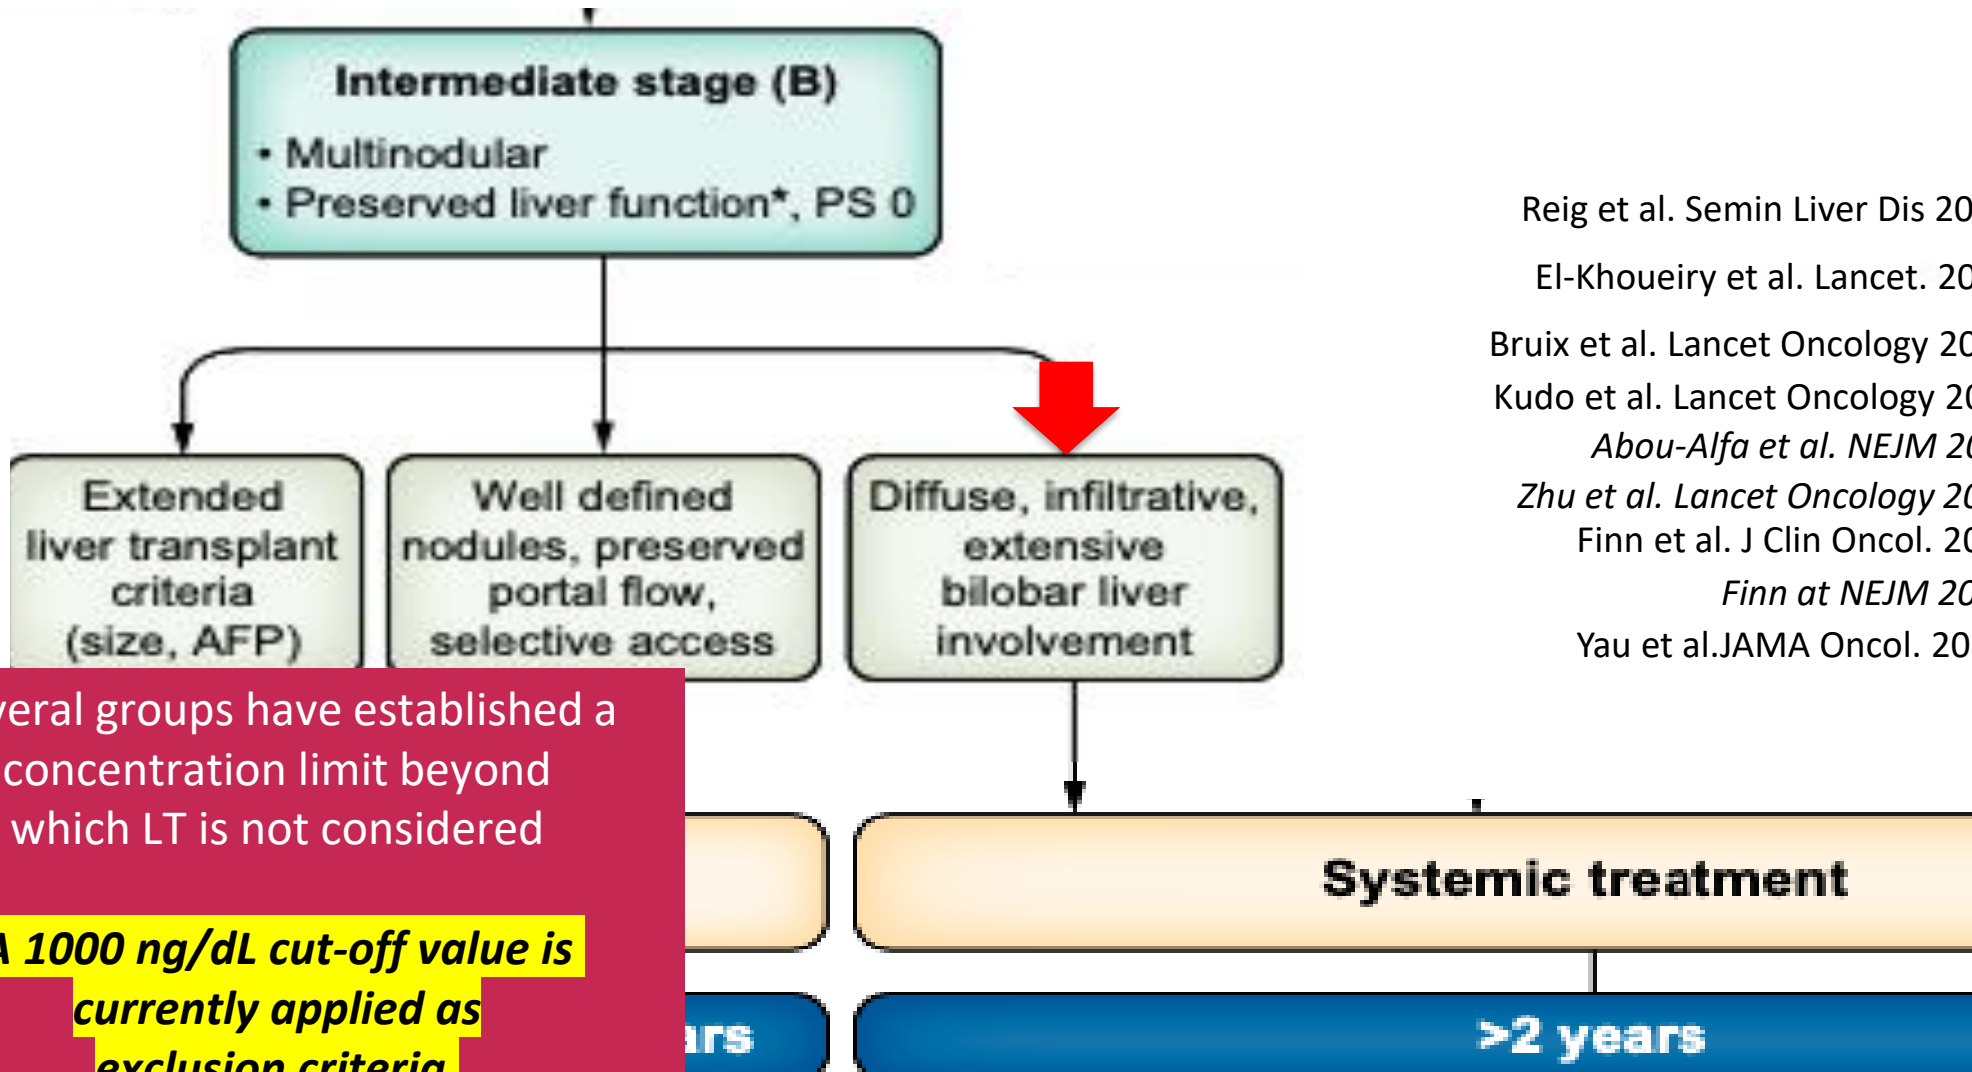 Intermediate stage (B)
• Multinodular
• Preserved liver function*, PS 0
Extended
liver transplant
criteria
(size, AFP)
Well defined
nodules, preserved
portal flow,
selective access
Diffuse, infiltrative,
extensive
bilobar liver
involvement
Reig et al. Semin Liver Dis 20
El-Khoueiry et al. Lancet. 20
Bruix et al. Lancet Oncology 20
Kudo et al. Lancet Oncology 20
Abou-Alfa et al. NEJM 20
Zhu et al. Lancet Oncology 20
Finn et al. J Clin Oncol. 20
Finn at NEJM 20
Yau et al.JAMA Oncol. 20
veral groups have established a
concentration limit beyond
which LT is not considered
A 1000 ng/dL cut-off value is
currently applied as
exclusion criteria
Systemic treatment
ars
>2 years